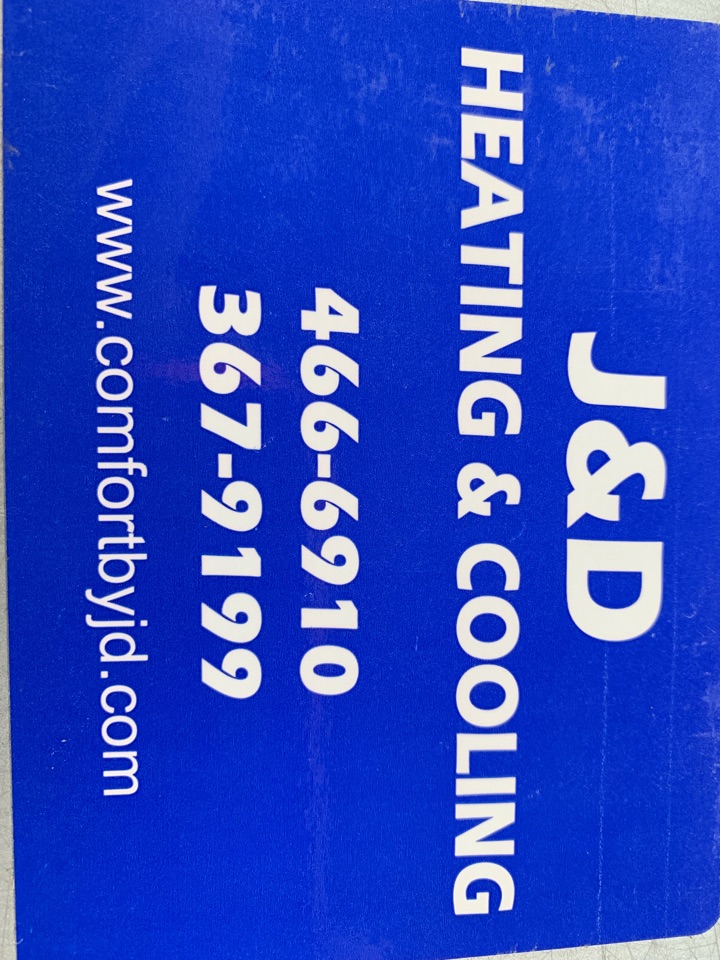 J&D
HEATING & COOLING
466-6910
367-9199
www.comfortbyjd.com